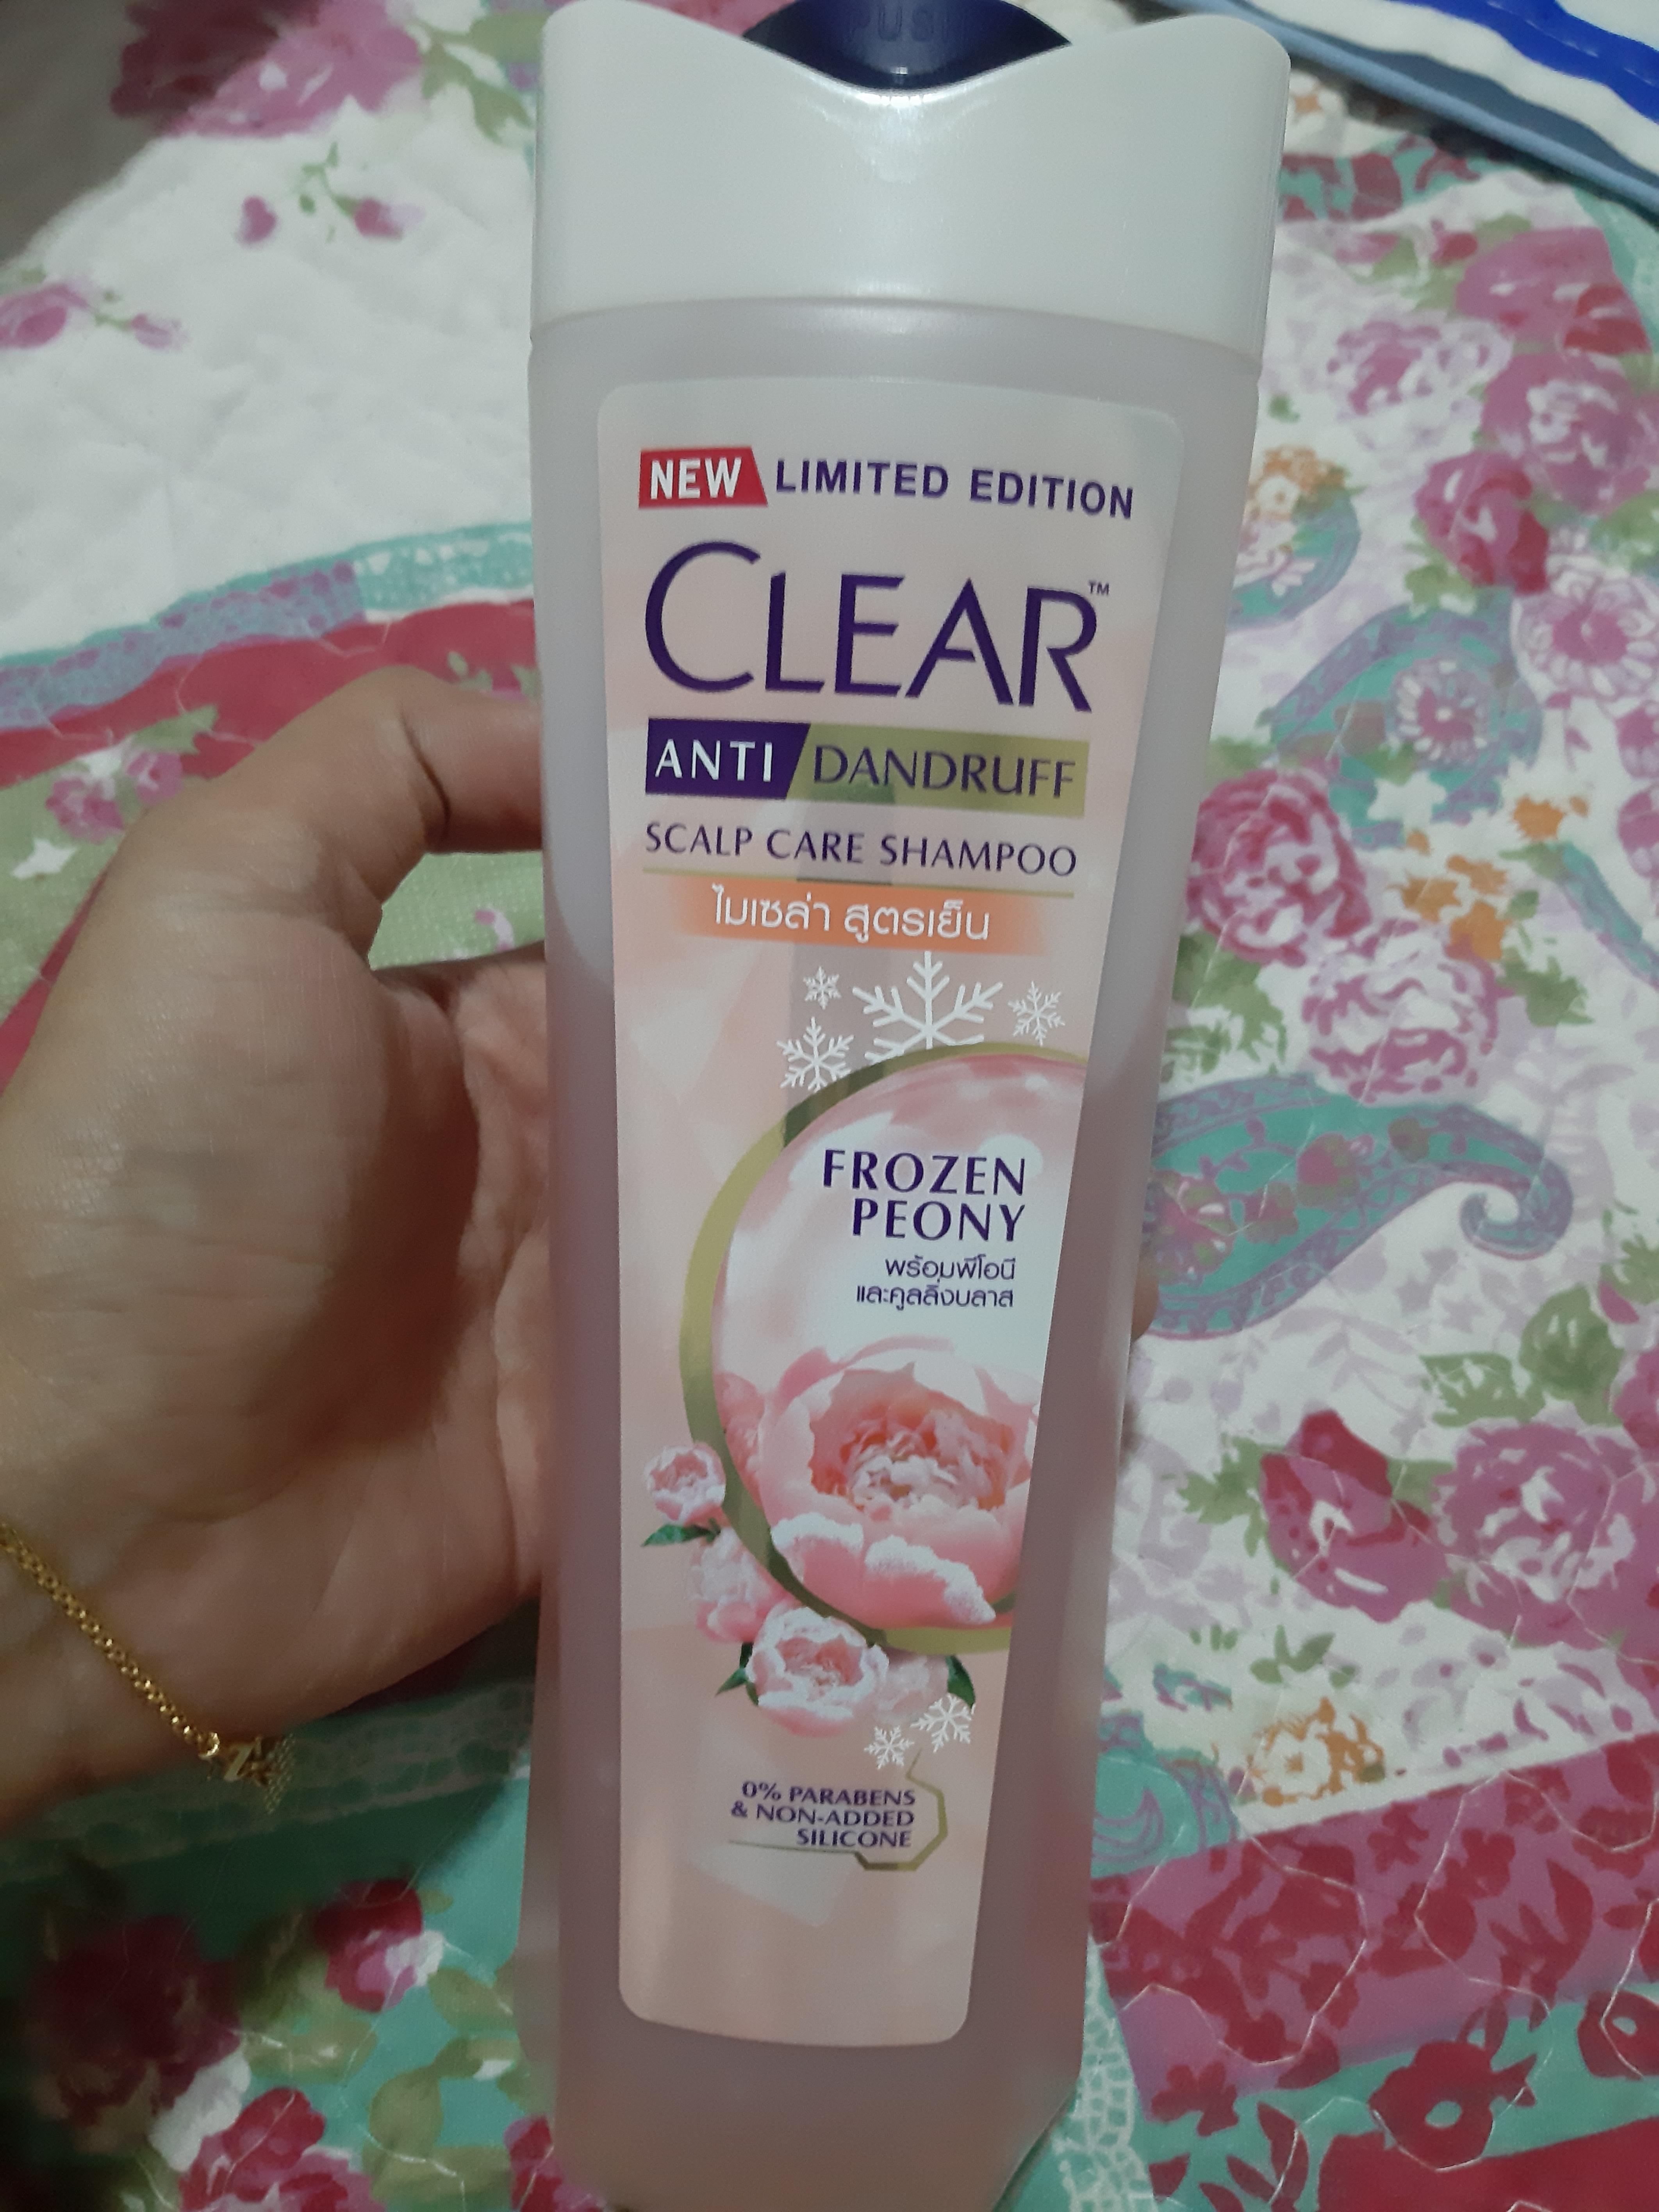 PUSH
NEW LIMITED EDITION
CLEAR™
ANTI DANDRUFF
SCALP CARE SHAMPOO
ไมเซล่า สูตรเย็น
FROZEN
PEONY
พร้อมพีโอนี
และคูลลิ่งบลาส
0% PARABENS
& NON-ADDED
SILICONE